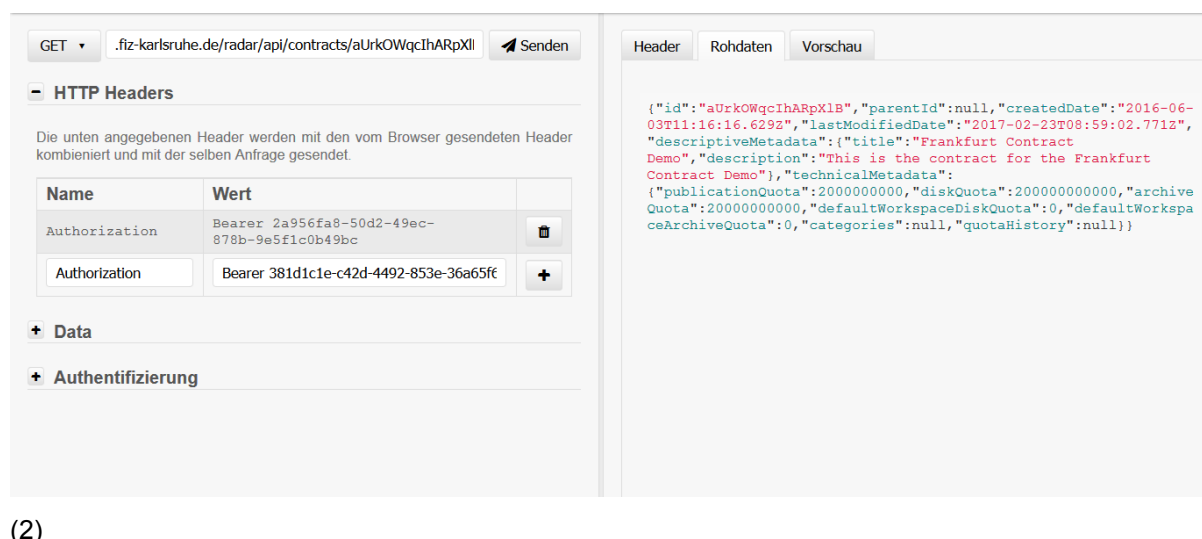 GET .fiz-karlsruhe.de/radar/api/contracts/aUrkOWqcIhARpXl Senden
HTTP Headers
Die unten angegebenen Header werden mit den vom Browser gesendeten Header
kombieniert und mit der selben Anfrage gesendet.
Name Wert
Authorization Bearer 2a956fa8-50d2-49ec-
878b-9e5f1c0b49bc
Authorization Bearer 381d1c1e-c42d-4492-853e-36a65f6
Data
Authentifizierung
Header Rohdaten Vorschau
{"id":"aUrkOWqcIhARpXlB","parentId":null,"createdDate":"2016-06-
03T11:16:16.629Z","lastModifiedDate":"2017-02-23T08:59:02.771Z",
"descriptiveMetadata":{"title":"Frankfurt Contract
Demo","description":"This is the contract for the Frankfurt
Contract Demo"},"technicalMetadata":
{"publicationQuota":2000000000,"diskQuota":200000000000,"archive
Quota":20000000000,"defaultWorkspaceDiskQuota":0,"defaultWorkspa
ceArchiveQuota":0,"categories":null,"quotaHistory":null}}
(2)